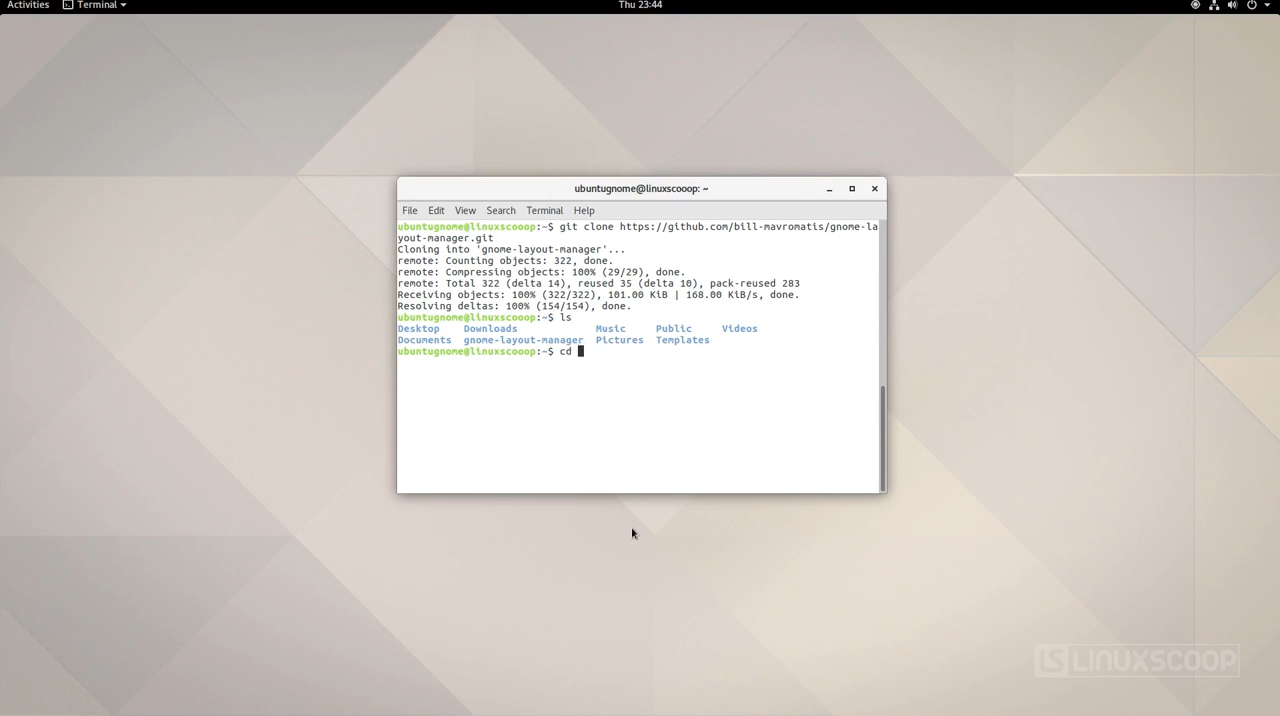 Activities Terminal Thu 23:44
ubuntugnome@linuxscooop: ~
File Edit View Search Terminal Help
ubuntugnome@linuxscooop:~$ git clone https://github.com/bill-mavromatis/gnome-la
yout-manager.git
Cloning into 'gnome-layout-manager'...
remote: Counting objects: 322, done.
remote: Compressing objects: 100% (29/29), done.
remote: Total 322 (delta 14), reused 35 (delta 10), pack-reused 283
Receiving objects: 100% (322/322), 101.00 KiB | 168.00 KiB/s, done.
Resolving deltas: 100% (154/154), done.
ubuntugnome@linuxscooop:~$ ls
Desktop Downloads Music Public Videos
Documents gnome-layout-manager Pictures Templates
ubuntugnome@linuxscooop:~$ cd
LS LINUXSCOOP